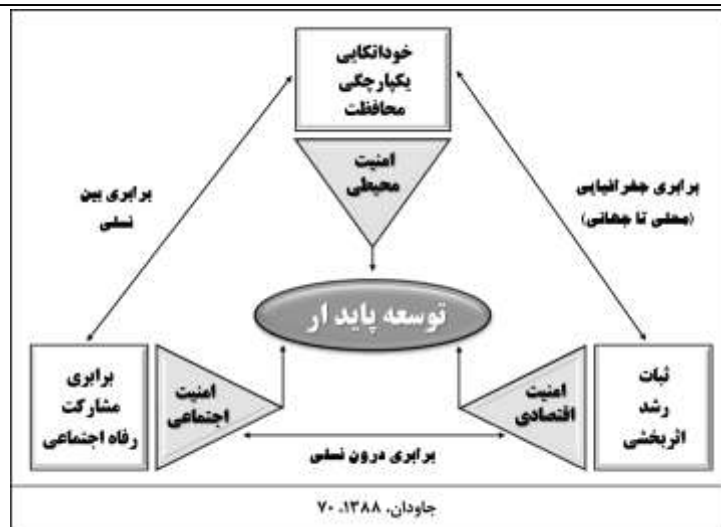 خوداتکایی
یکپارچگی
محافظت
امنیت
محیطی
برابری بین
نسلی
برابری جغرافیایی
(محلی تا جهانی)
توسعه پایدار
برابری
مشارکت
رفاه اجتماعی
امنیت
اجتماعی
امنیت
اقتصادی
ثبات
رشد
اثربخشی
برابری درون نسلی
جاودان، ۱۳۸۸، ۷۰